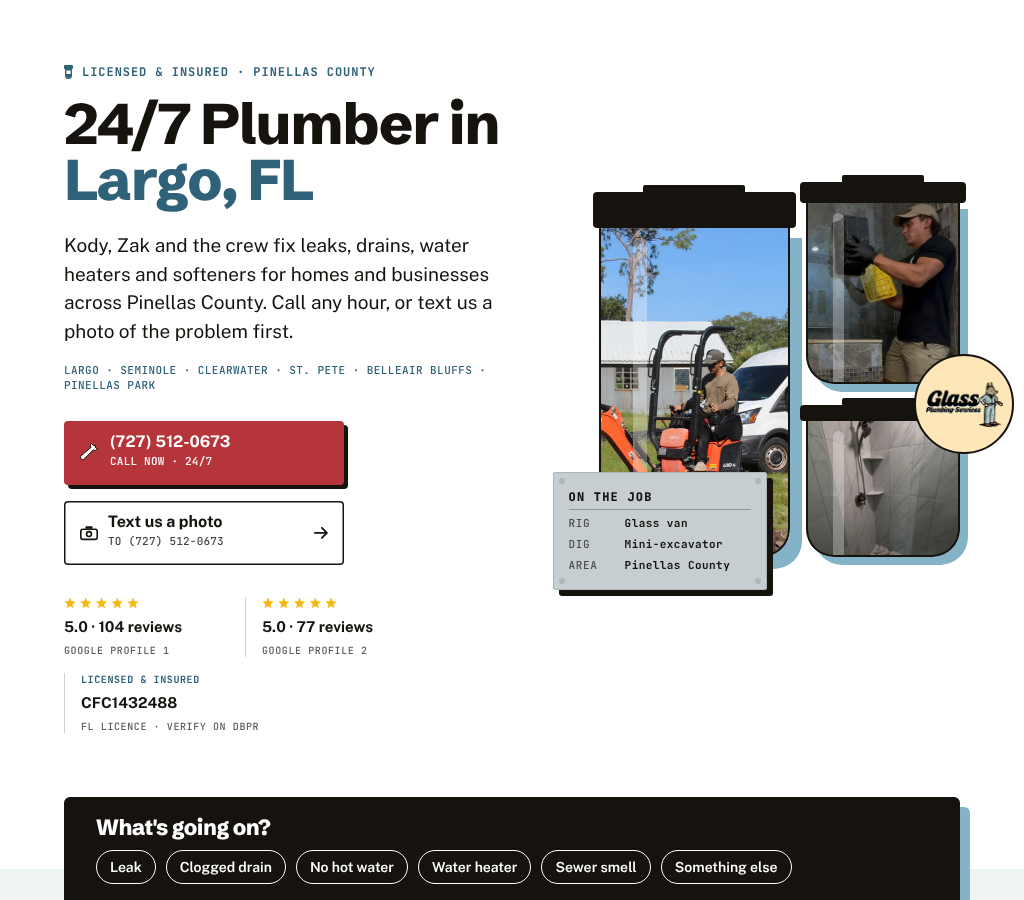 LICENSED & INSURED · PINELLAS COUNTY
24/7 Plumber in
Largo, FL
Kody, Zak and the crew fix leaks, drains, water
heaters and softeners for homes and businesses
across Pinellas County. Call any hour, or text us a
photo of the problem first.
LARGO · SEMINOLE · CLEARWATER · ST. PETE · BELLEAIR BLUFFS ·
PINELLAS PARK
(727) 512-0673
CALL NOW · 24/7
Text us a photo
TO (727) 512-0673
5.0 · 104 reviews
GOOGLE PROFILE 1
5.0 · 77 reviews
GOOGLE PROFILE 2
LICENSED & INSURED
CFC1432488
FL LICENCE · VERIFY ON DBPR
ON THE JOB
RIG Glass van
DIG Mini-excavator
AREA Pinellas County
Glass
Plumbing Services
What's going on?
Leak Clogged drain No hot water Water heater Sewer smell Something else